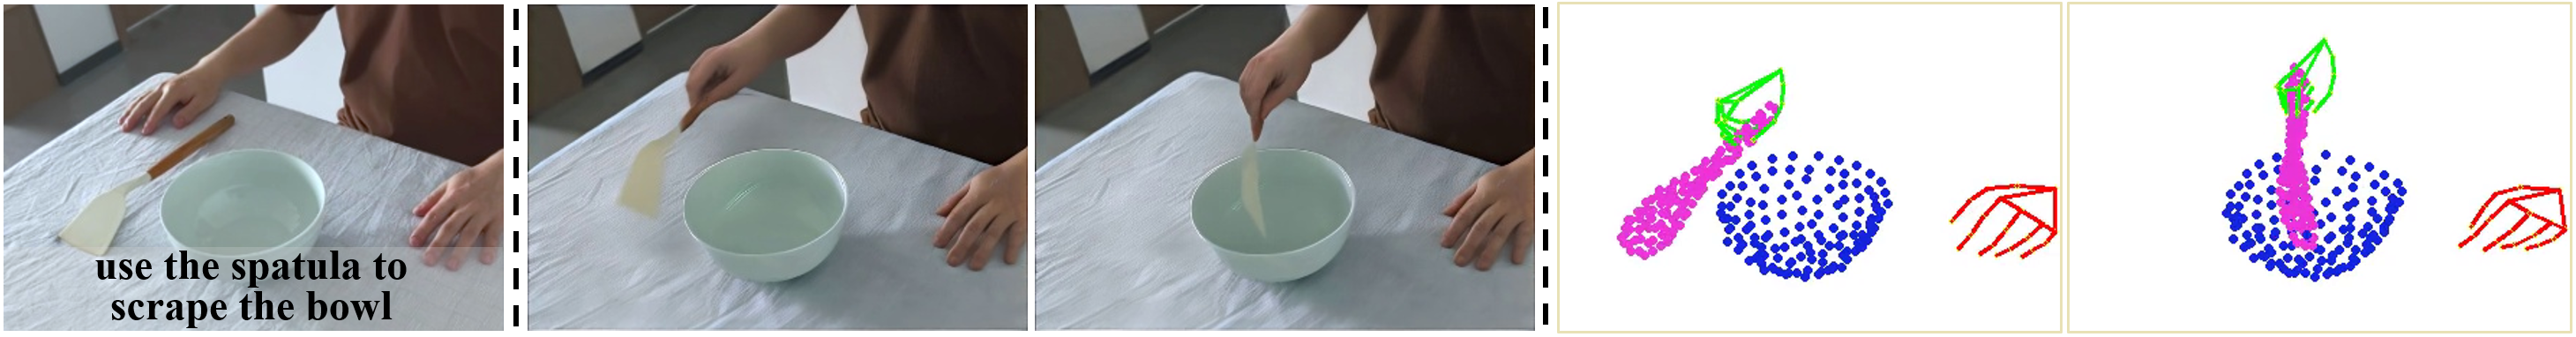 use the spatula to
scrape the bowl